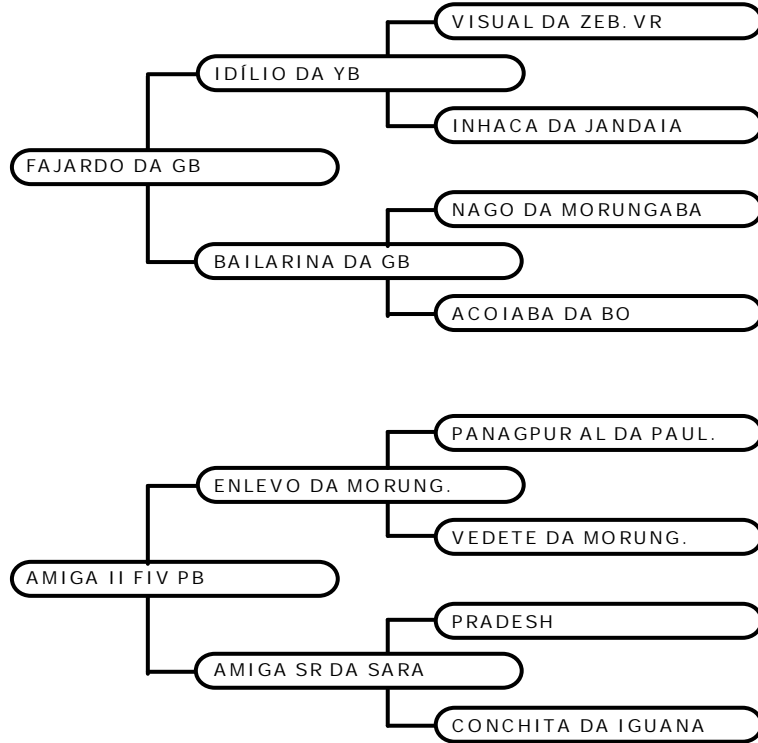 VISUAL DA ZEB. VR
IDÍLIO DA YB
INHACA DA JANDAIA
FAJARDO DA GB
NAGO DA MORUNGABA
BAILARINA DA GB
ACOIABA DA BO
PANAGPUR AL DA PAUL.
ENLEVO DA MORUNG.
VEDETE DA MORUNG.
AMIGA II FIV PB
PRADESH
AMIGA SR DA SARA
CONCHITA DA IGUANA